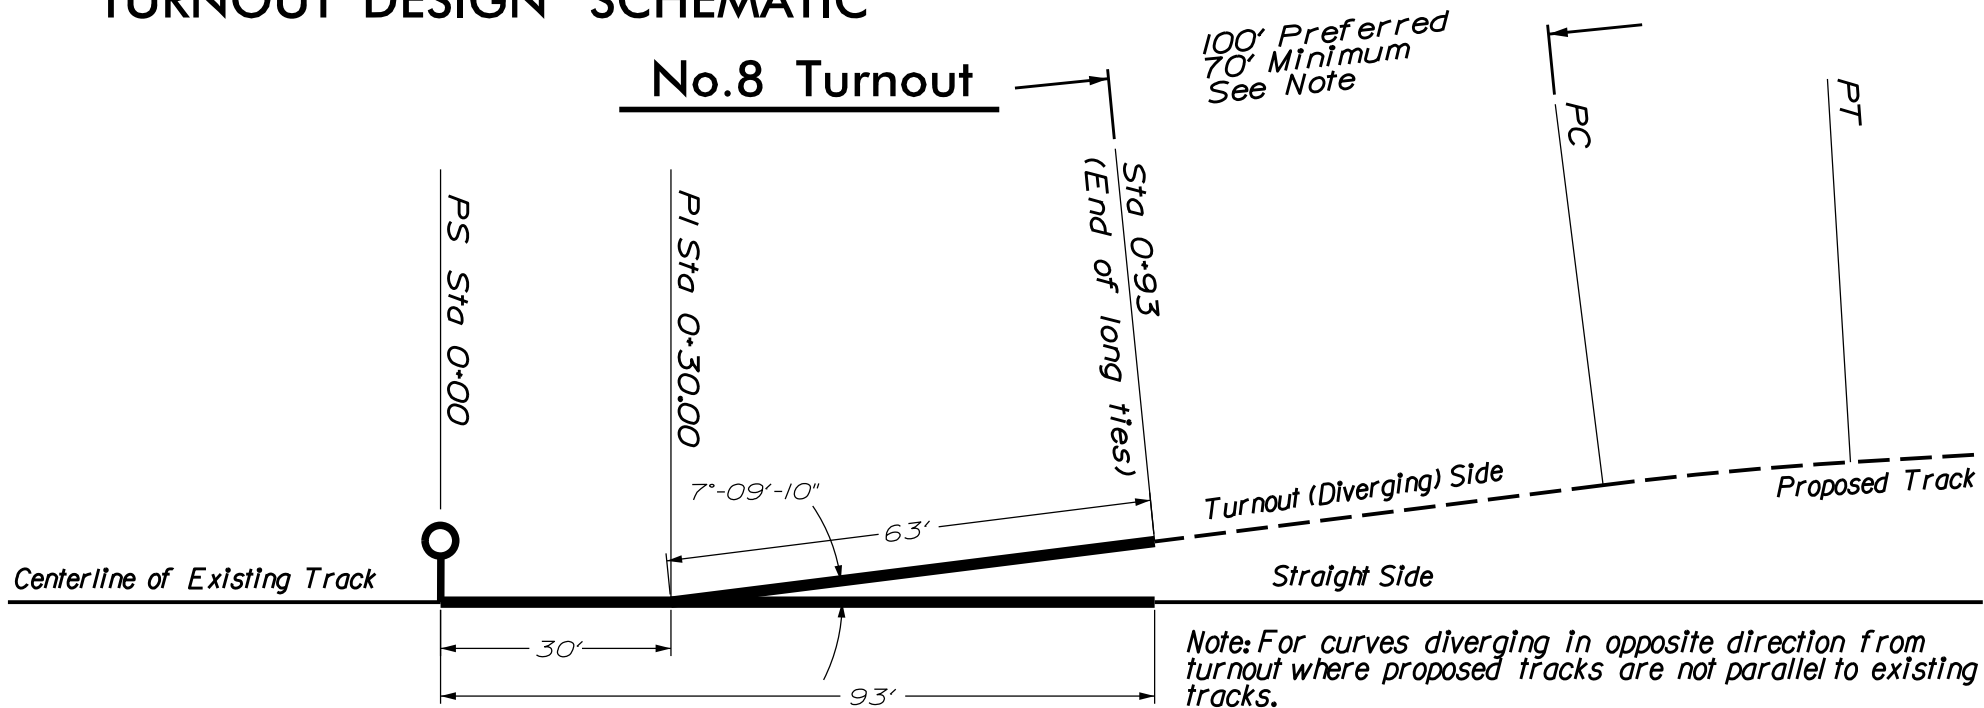 TURNOUT DESIGN SCHEMATIC
No.8 Turnout
100' Preferred
70' Minimum
See Note
PC
PT
PS Sta 0+00
PI Sta 0+30.00
Sta 0+93
(End of long ties)
7°-09'-10"
63'
Turnout (Diverging) Side
Proposed Track
Centerline of Existing Track
Straight Side
30'
93'
Note: For curves diverging in opposite direction from
turnout where proposed tracks are not parallel to existing
tracks.